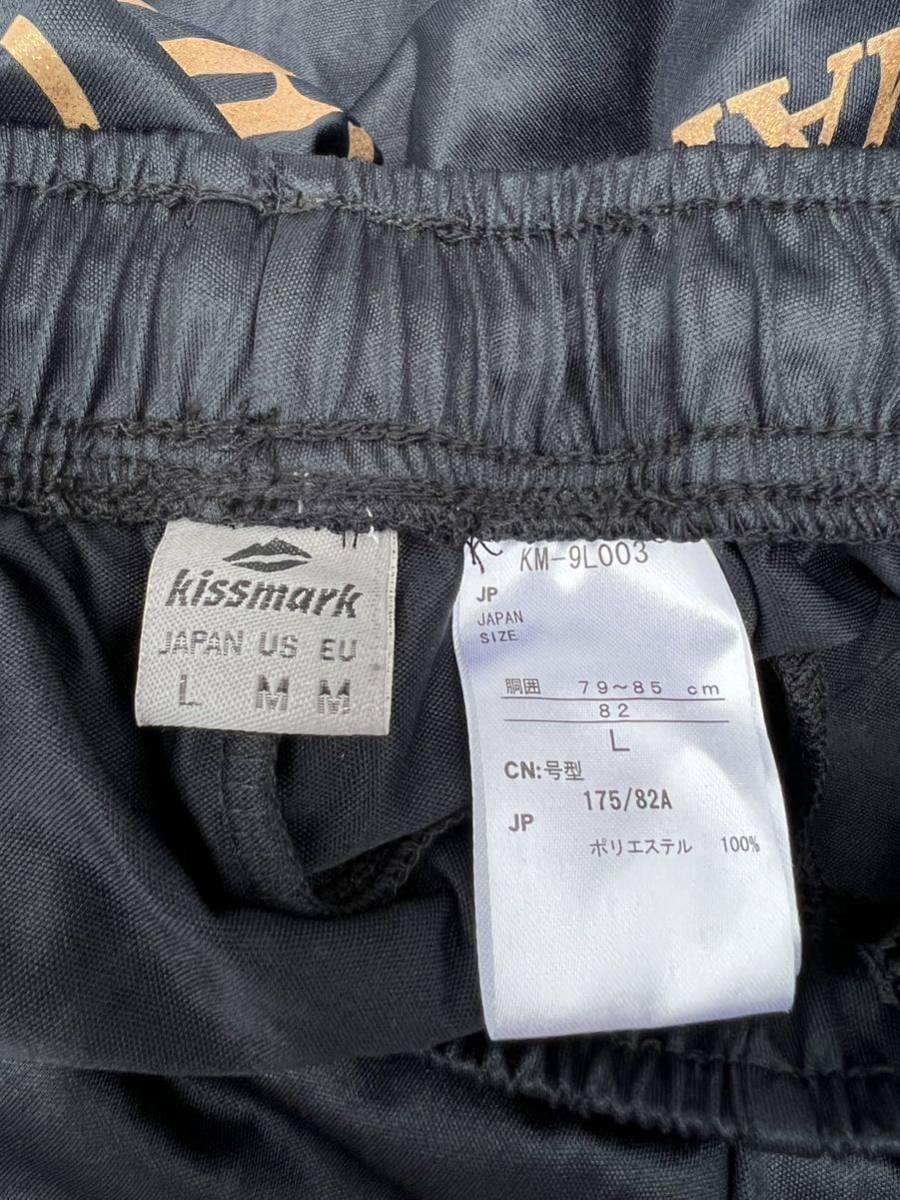 kissmark
JAPAN US EU
L M M
KM-9L003
JP
JAPAN
SIZE
胴囲 79~85 cm
82
L
CN:号型
175/82A
JP
ポリエステル 100%